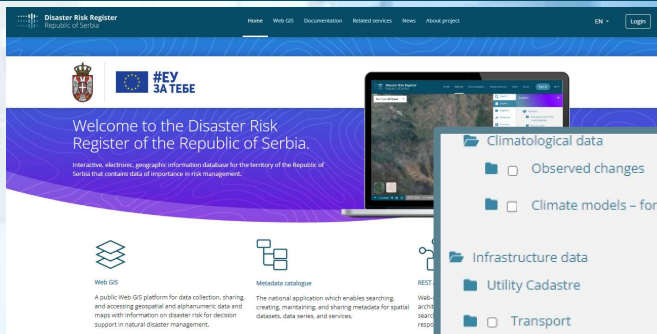 Disaster Risk Register
Republic of Serbia
Home Web GIS Documentation Related services News About project
EN Login
#ЕУ
ЗА ТЕБЕ
Welcome to the Disaster Risk
Register of the Republic of Serbia.
Interactive, electronic, geographic information database for the territory of the Republic of
Serbia that contains data of importance in risk management.
Web GIS
A public Web GIS platform for data collection, sharing,
and accessing geospatial and alphanumeric data and
maps with information on disaster risk for decision
support in natural disaster management.
Metadata catalogue
The national application which enables searching,
creating, maintaining, and sharing metadata for spatial
datasets, data series, and services.
REST
Web-
archit
search
respo
Climatological data
Observed changes
Climate models – for
Infrastructure data
Utility Cadastre
Transport